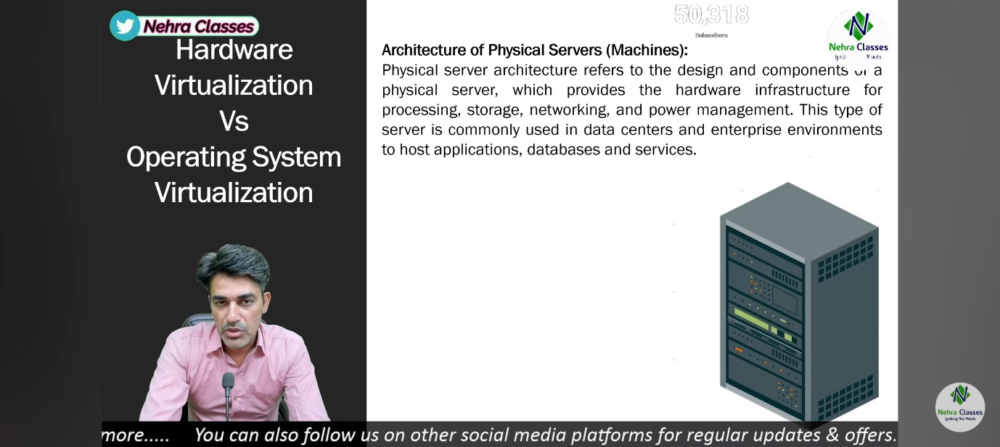 Nehra Classes
Hardware
Virtualization
Vs
Operating System
Virtualization
50,318
Subscribers
Nehra Classes
Architecture of Physical Servers (Machines):
Physical server architecture refers to the design and components of a
physical server, which provides the hardware infrastructure for
processing, storage, networking, and power management. This type of
server is commonly used in data centers and enterprise environments
to host applications, databases and services.
Nehra Classes
Igniting The Minds
more..... You can also follow us on other social media platforms for regular updates & offers.